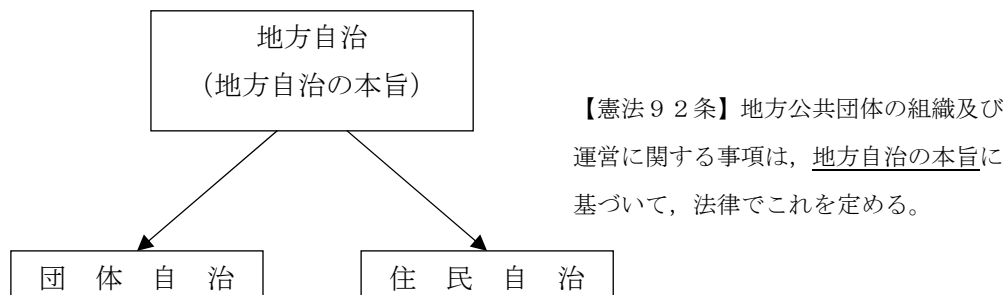 地方自治
（地方自治の本旨）
【憲法９２条】地方公共団体の組織及び
運営に関する事項は，地方自治の本旨に
基づいて，法律でこれを定める。
団　体　自　治
住　民　自　治